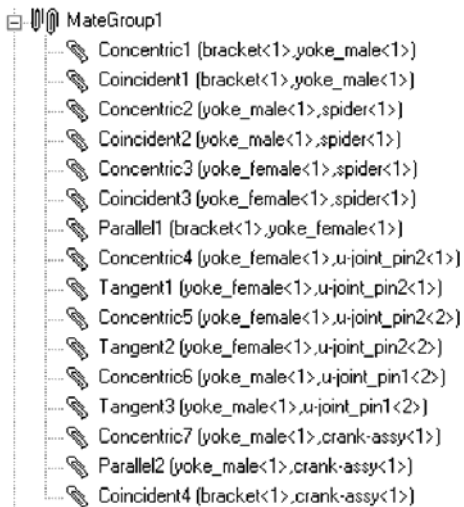 MateGroup1
Concentric1 (bracket<1>,yoke_male<1>)
Coincident1 (bracket<1>,yoke_male<1>)
Concentric2 (yoke_male<1>,spider<1>)
Coincident2 (yoke_male<1>,spider<1>)
Concentric3 (yoke_female<1>,spider<1>)
Coincident3 (yoke_female<1>,spider<1>)
Parallel1 (bracket<1>,yoke_female<1>)
Concentric4 (yoke_female<1>,u-joint_pin2<1>)
Tangent1 (yoke_female<1>,u-joint_pin2<1>)
Concentric5 (yoke_female<1>,u-joint_pin2<2>)
Tangent2 (yoke_female<1>,u-joint_pin2<2>)
Concentric6 (yoke_male<1>,u-joint_pin1<2>)
Tangent3 (yoke_male<1>,u-joint_pin1<2>)
Concentric7 (yoke_male<1>,crank-assy<1>)
Parallel2 (yoke_male<1>,crank-assy<1>)
Coincident4 (bracket<1>,crank-assy<1>)